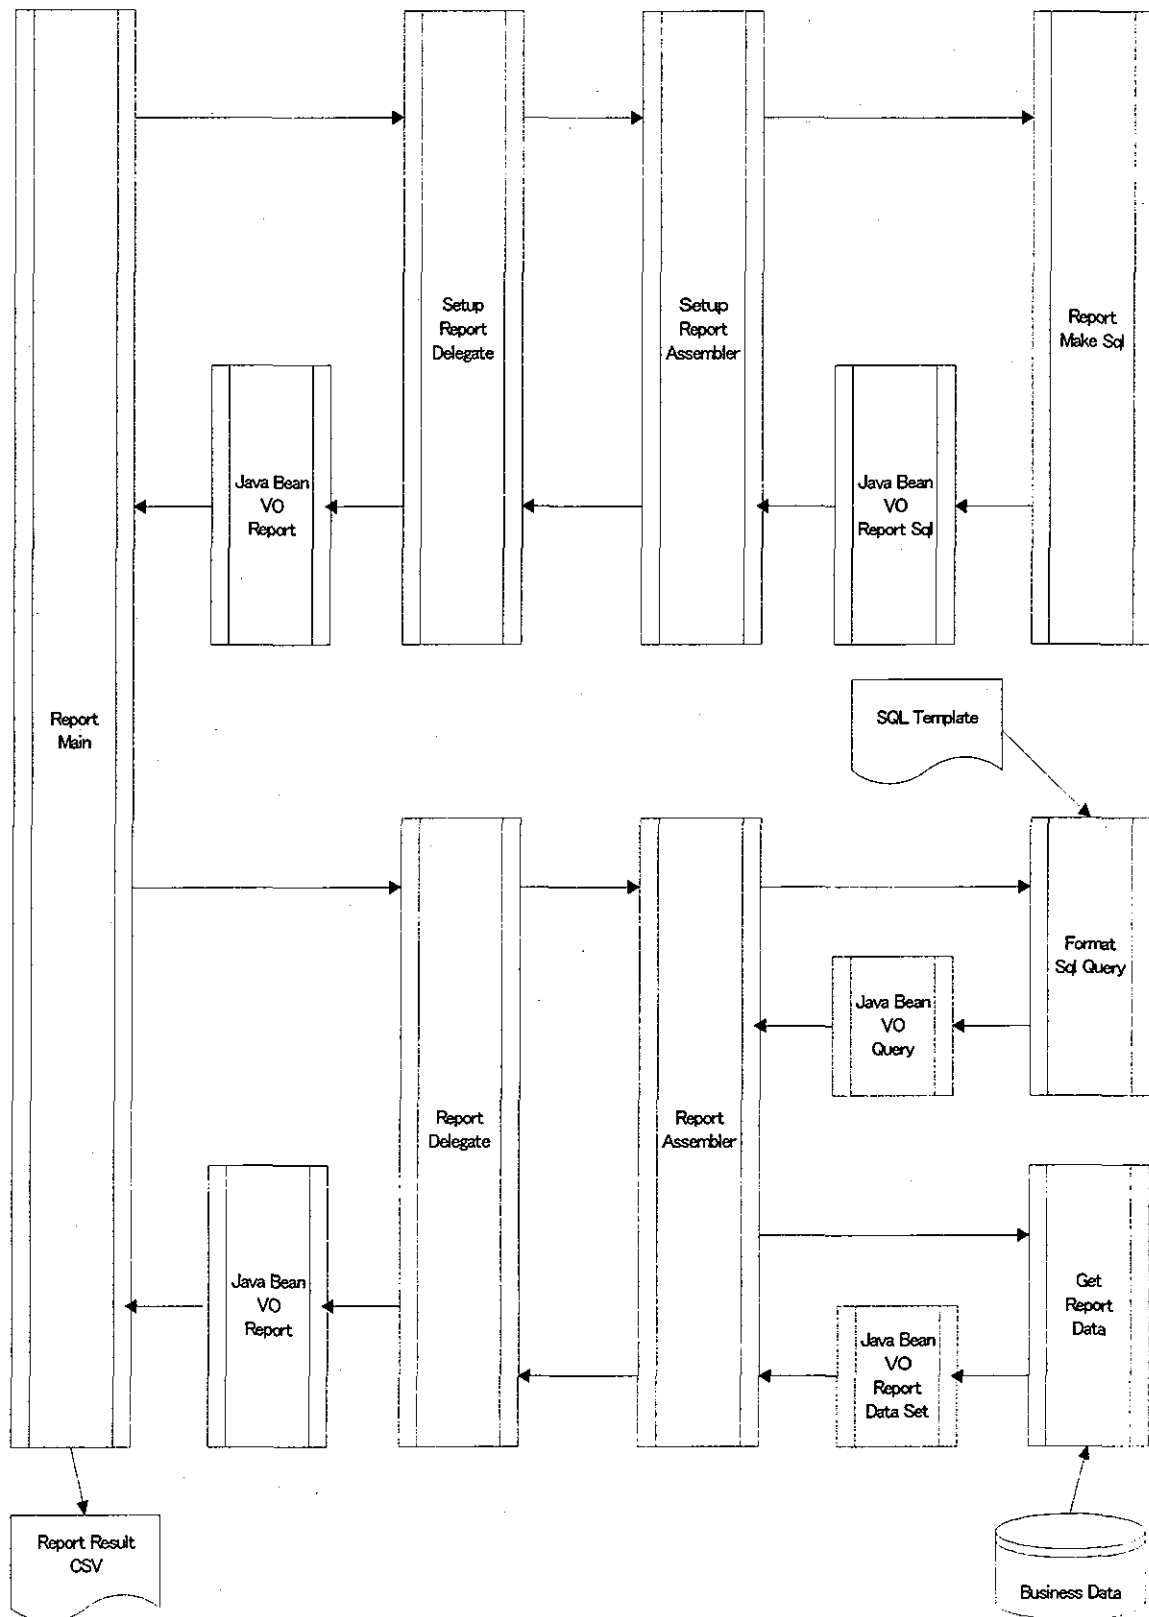 Setup
Report
Delegate
Setup
Report
Assembler
Report
Make Sql
Java Bean
VO
Report
Java Bean
VO
Report Sql
Report
Main
SQL Template
Format
Sql Query
Java Bean
VO
Query
Report
Delegate
Report
Assembler
Java Bean
VO
Report
Get
Report
Data
Java Bean
VO
Report
Data Set
Report Result
CSV
Business Data